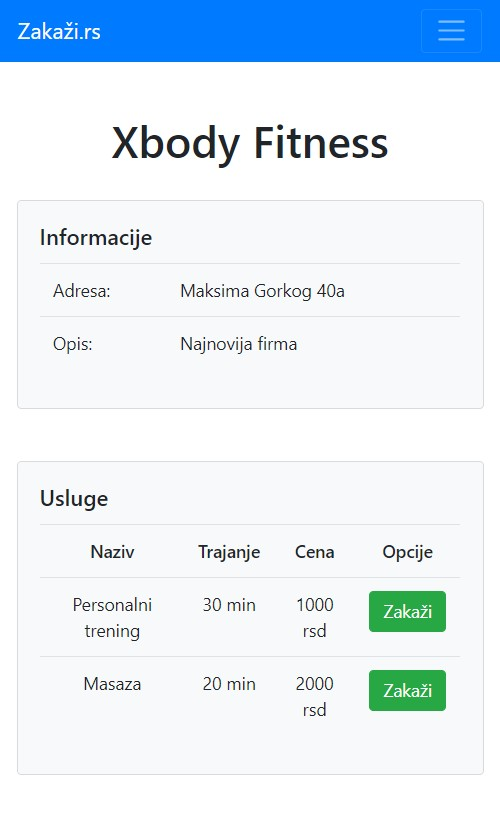 Zakaži.rs
Xbody Fitness
Informacije
Adresa: Maksima Gorkog 40a
Opis: Najnovija firma
Usluge
Naziv Trajanje Cena Opcije
Personalni trening 30 min 1000 rsd Zakaži
Masaza 20 min 2000 rsd Zakaži